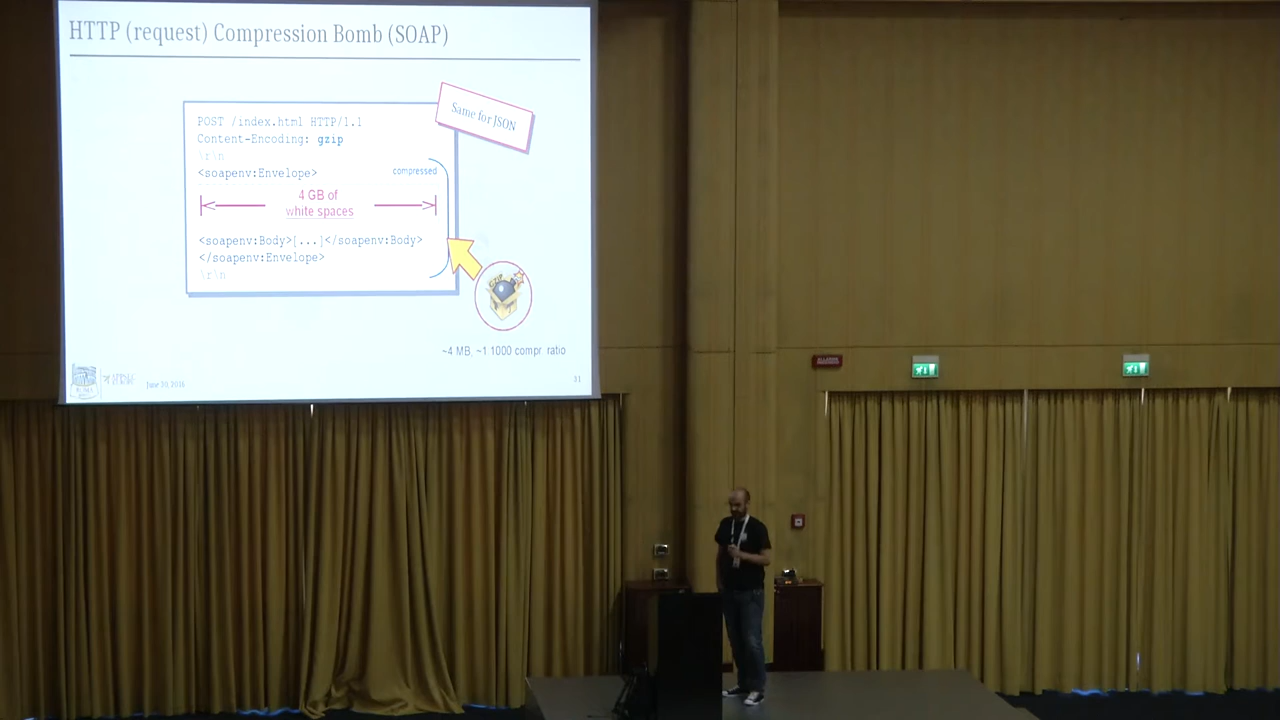 HTTP (request) Compression Bomb (SOAP)
Same for JSON
POST /index.html HTTP/1.1
Content-Encoding: gzip
\r\n
<soapenv:Envelope>
compressed
4 GB of
white spaces
<soapenv:Body>[...]</soapenv:Body>
</soapenv:Envelope>
\r\n
GZIP
~4 MB, ~1 1000 compr ratio
June 30, 2016
31